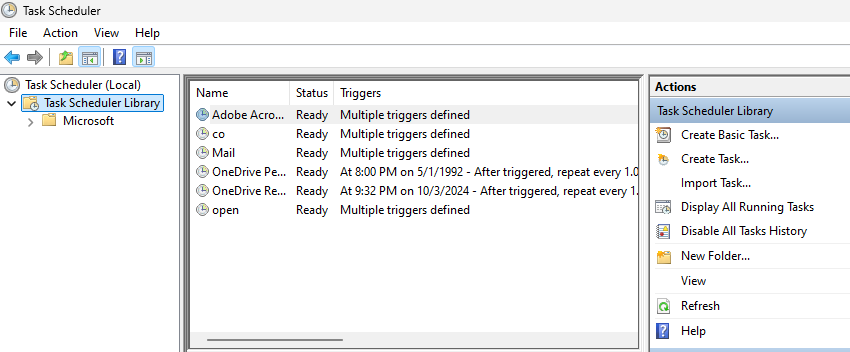 Task Scheduler
File Action View Help
Task Scheduler (Local)
Task Scheduler Library
Microsoft
Name Status Triggers
Adobe Acro... Ready Multiple triggers defined
co Ready Multiple triggers defined
Mail Ready Multiple triggers defined
OneDrive Pe... Ready At 8:00 PM on 5/1/1992 - After triggered, repeat every 1.0
OneDrive Re... Ready At 9:32 PM on 10/3/2024 - After triggered, repeat every 1.
open Ready Multiple triggers defined
Actions
Task Scheduler Library
Create Basic Task...
Create Task...
Import Task...
Display All Running Tasks
Disable All Tasks History
New Folder...
View
Refresh
Help